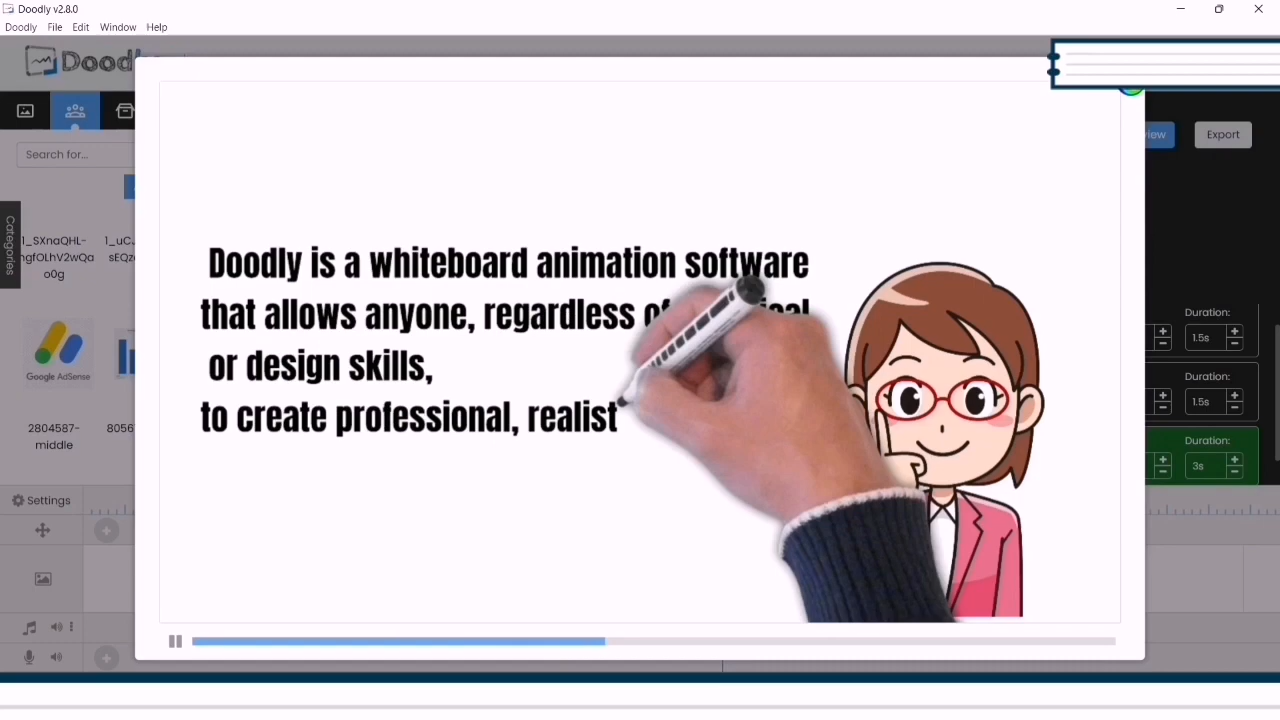 Doodly v2.8.0
Doodly File Edit Window Help
Export
Search for...
Categories
1_SXnaQHL-
o0g
Google AdSense
2804587-
middle
Doodly is a whiteboard animation software
that allows anyone, regardless of
or design skills,
to create professional, realist
Duration:
1.5s
Duration:
1.5s
Duration:
3s
Settings